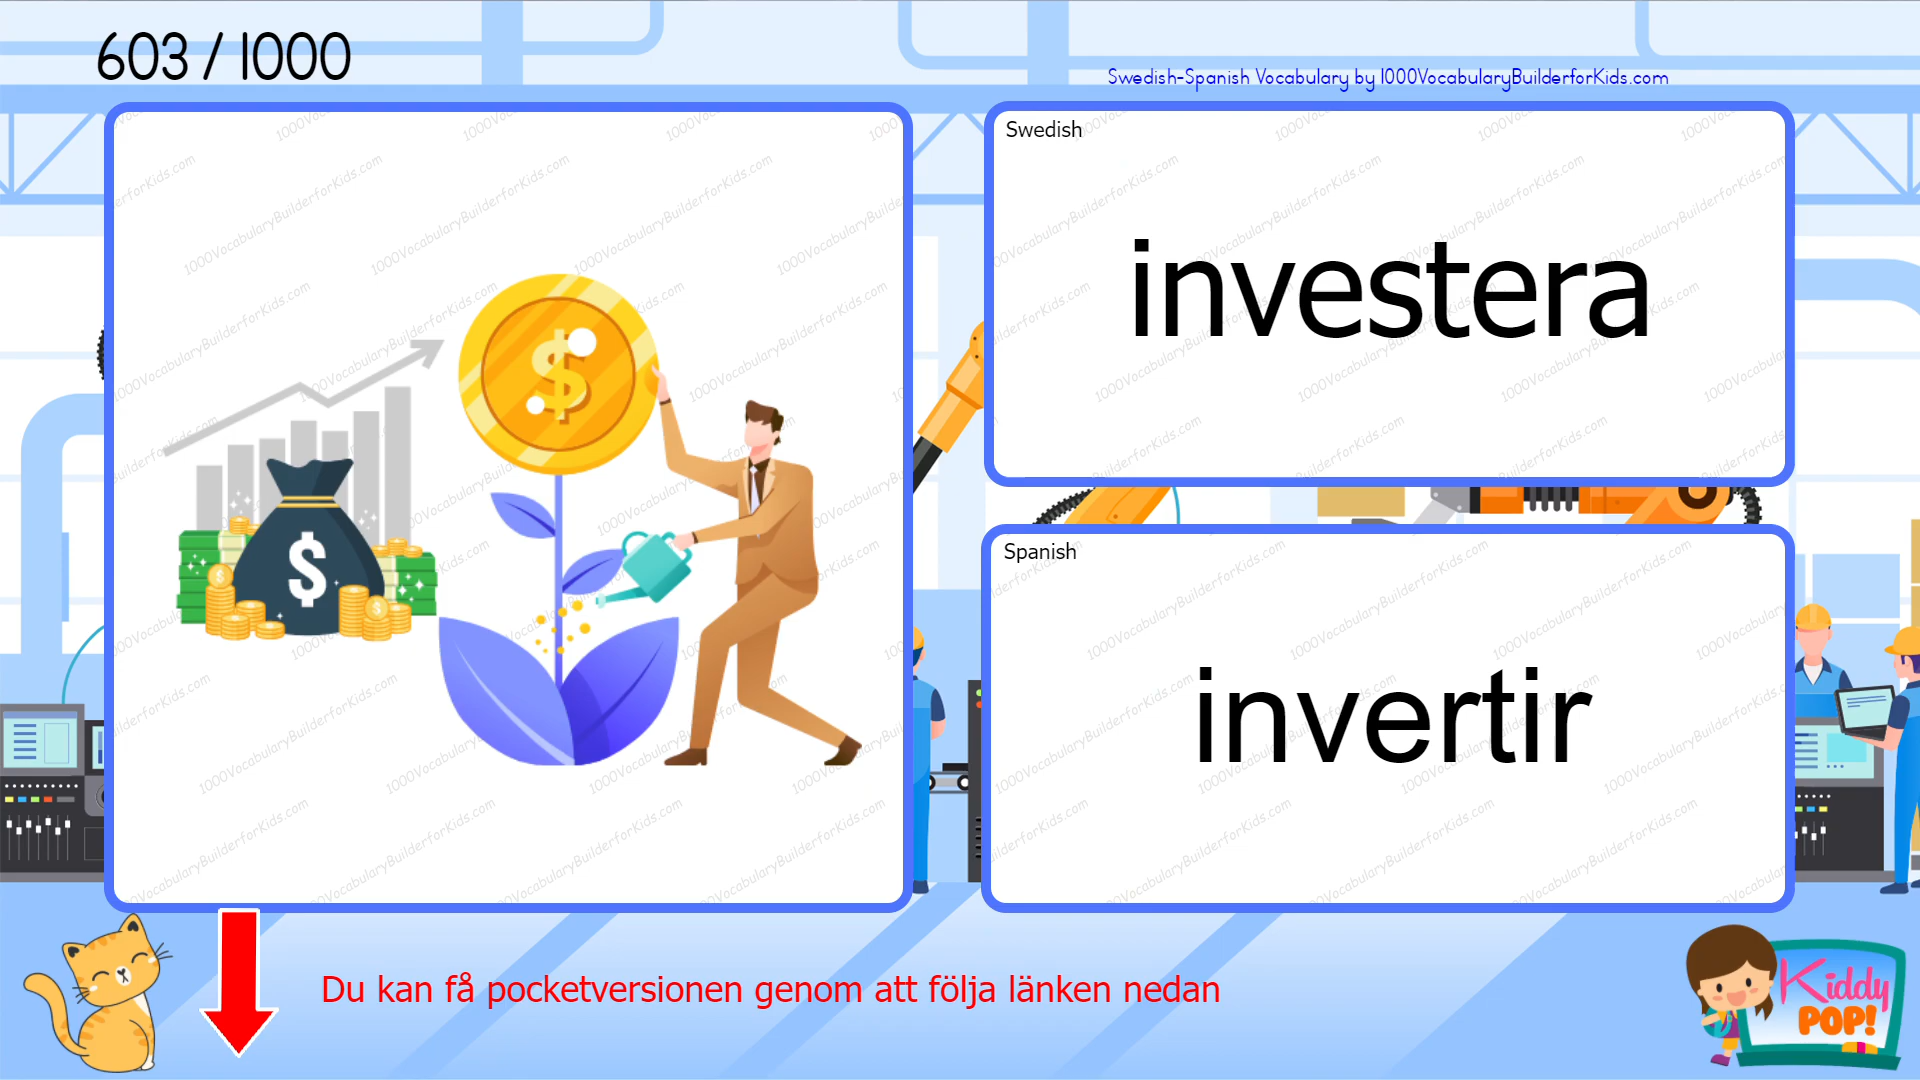 603 / 1000
Swedish-Spanish Vocabulary by 1000VocabularyBuilderforKids.com
Swedish
investera
Spanish
invertir
$
$
$
$
Du kan få pocketversionen genom att följa länken nedan
Kiddy
POP!